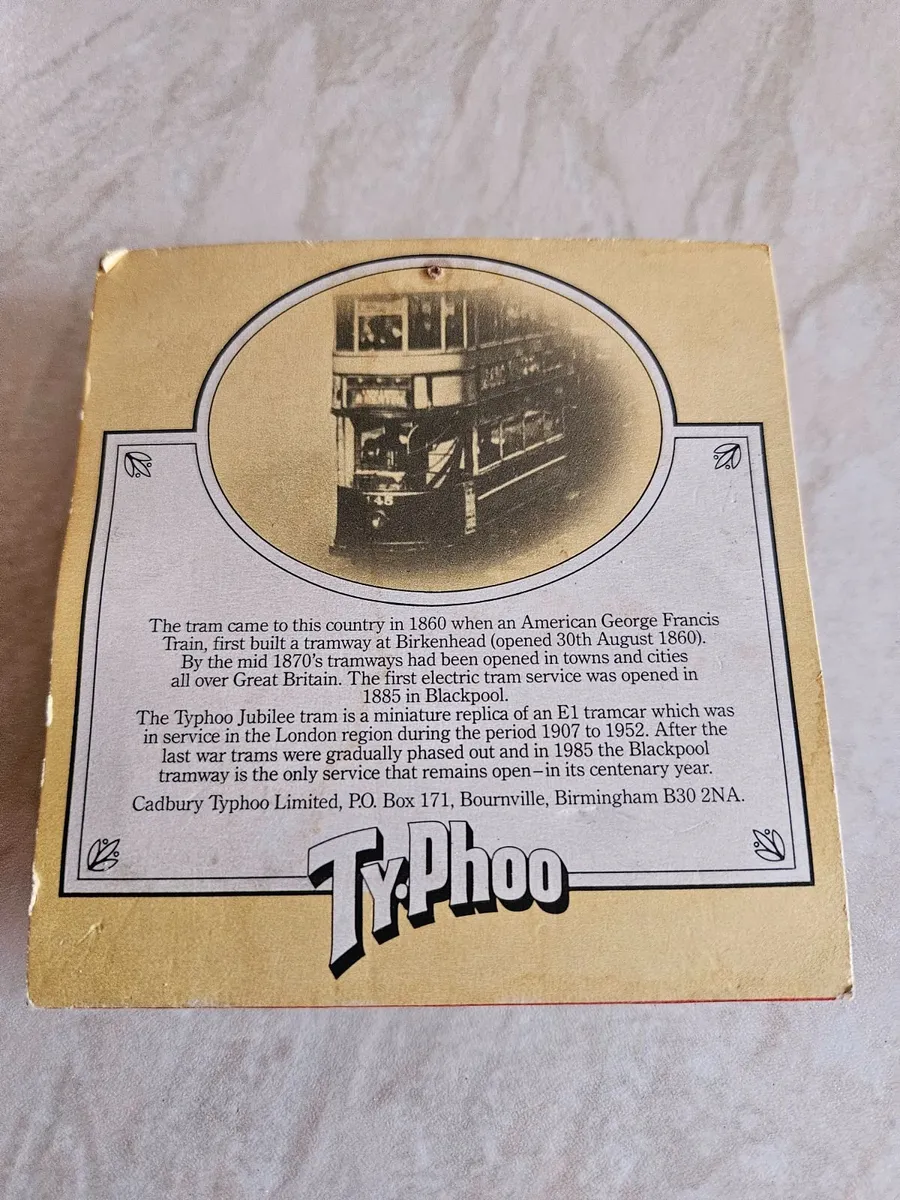 145
The tram came to this country in 1860 when an American George Francis
Train, first built a tramway at Birkenhead (opened 30th August 1860).
By the mid 1870's tramways had been opened in towns and cities
all over Great Britain. The first electric tram service was opened in
1885 in Blackpool.
The Typhoo Jubilee tram is a miniature replica of an E1 tramcar which was
in service in the London region during the period 1907 to 1952. After the
last war trams were gradually phased out and in 1985 the Blackpool
tramway is the only service that remains open–in its centenary year.
Cadbury Typhoo Limited, P.O. Box 171, Bournville, Birmingham B30 2NA.
Ty·Phoo